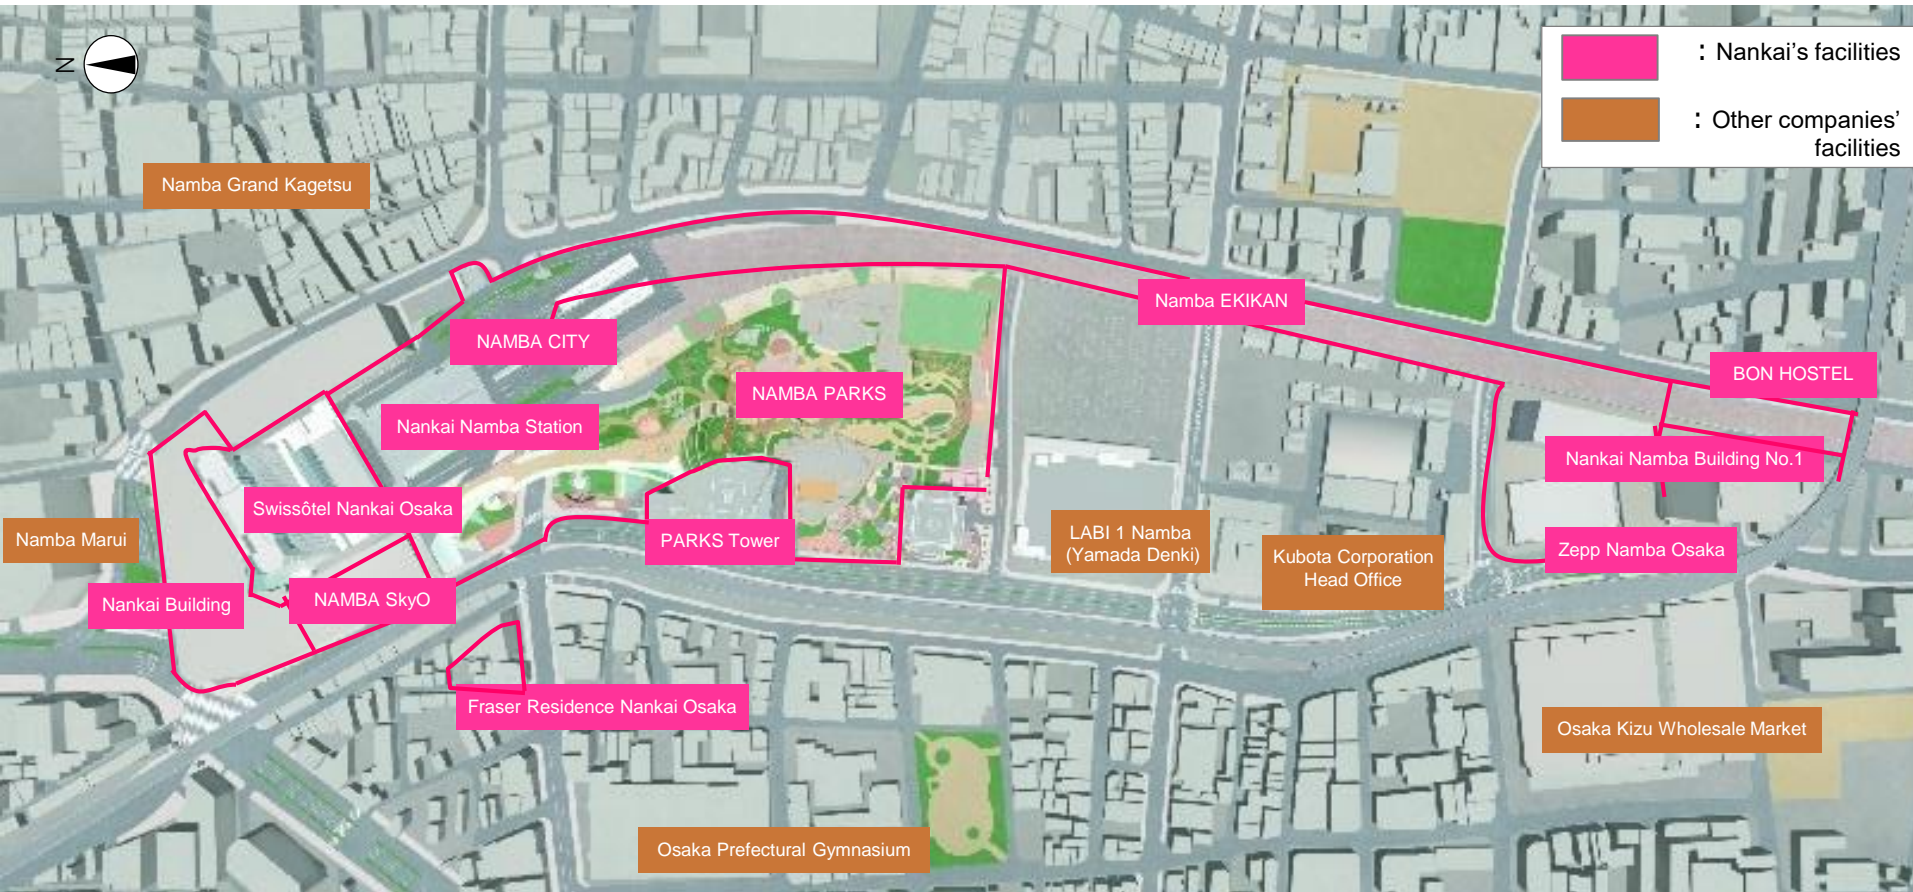 N
: Nankai's facilities
: Other companies'
facilities
Namba Grand Kagetsu
Namba EKIKAN
NAMBA CITY
BON HOSTEL
NAMBA PARKS
Nankai Namba Station
Nankai Namba Building No.1
Swissôtel Nankai Osaka
Namba Marui
PARKS Tower
LABI 1 Namba
(Yamada Denki)
Kubota Corporation
Head Office
Zepp Namba Osaka
Nankai Building
NAMBA SkyO
Fraser Residence Nankai Osaka
Osaka Kizu Wholesale Market
Osaka Prefectural Gymnasium